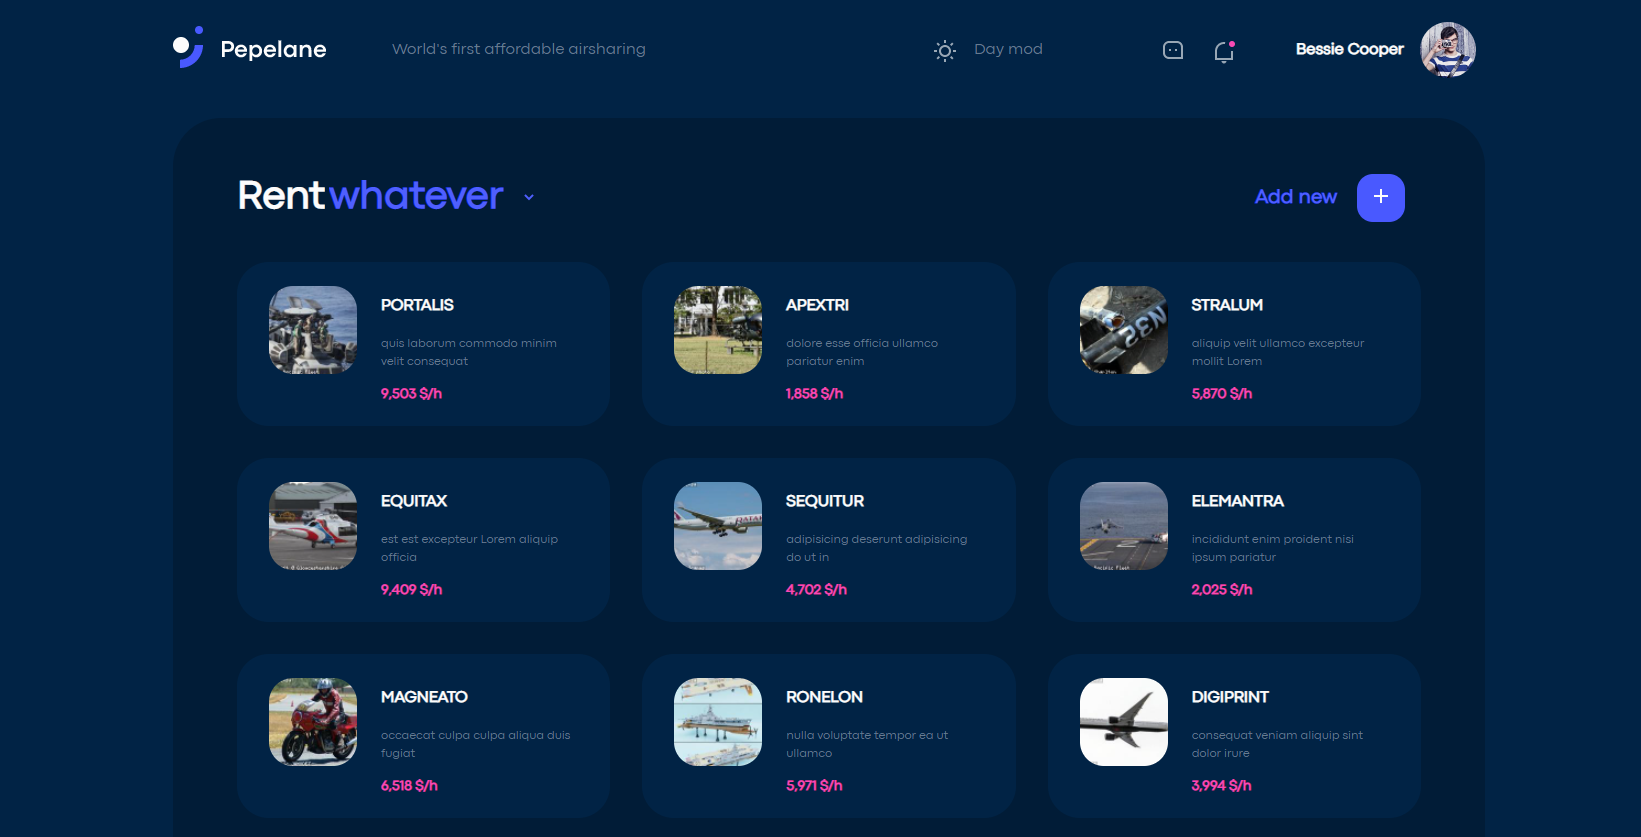 Pepelane
World's first affordable airsharing
Day mod
Bessie Cooper
Rent whatever
Add new
PORTALIS
quis laborum commodo minim
velit consequat
9,503 $/h
APEXTRI
dolore esse officia ullamco
pariatur enim
1,858 $/h
STRALUM
aliquip velit ullamco excepteur
mollit Lorem
5,870 $/h
EQUITAX
est est excepteur Lorem aliquip
officia
9,409 $/h
SEQUITUR
adipisicing deserunt adipisicing
do ut in
4,702 $/h
ELEMANTRA
incididunt enim proident nisi
ipsum pariatur
2,025 $/h
MAGNEATO
occaecat culpa culpa aliqua duis
fugiat
6,518 $/h
RONELON
nulla voluptate tempor ea ut
ullamco
5,971 $/h
DIGIPRINT
consequat veniam aliquip sint
dolor irure
3,994 $/h